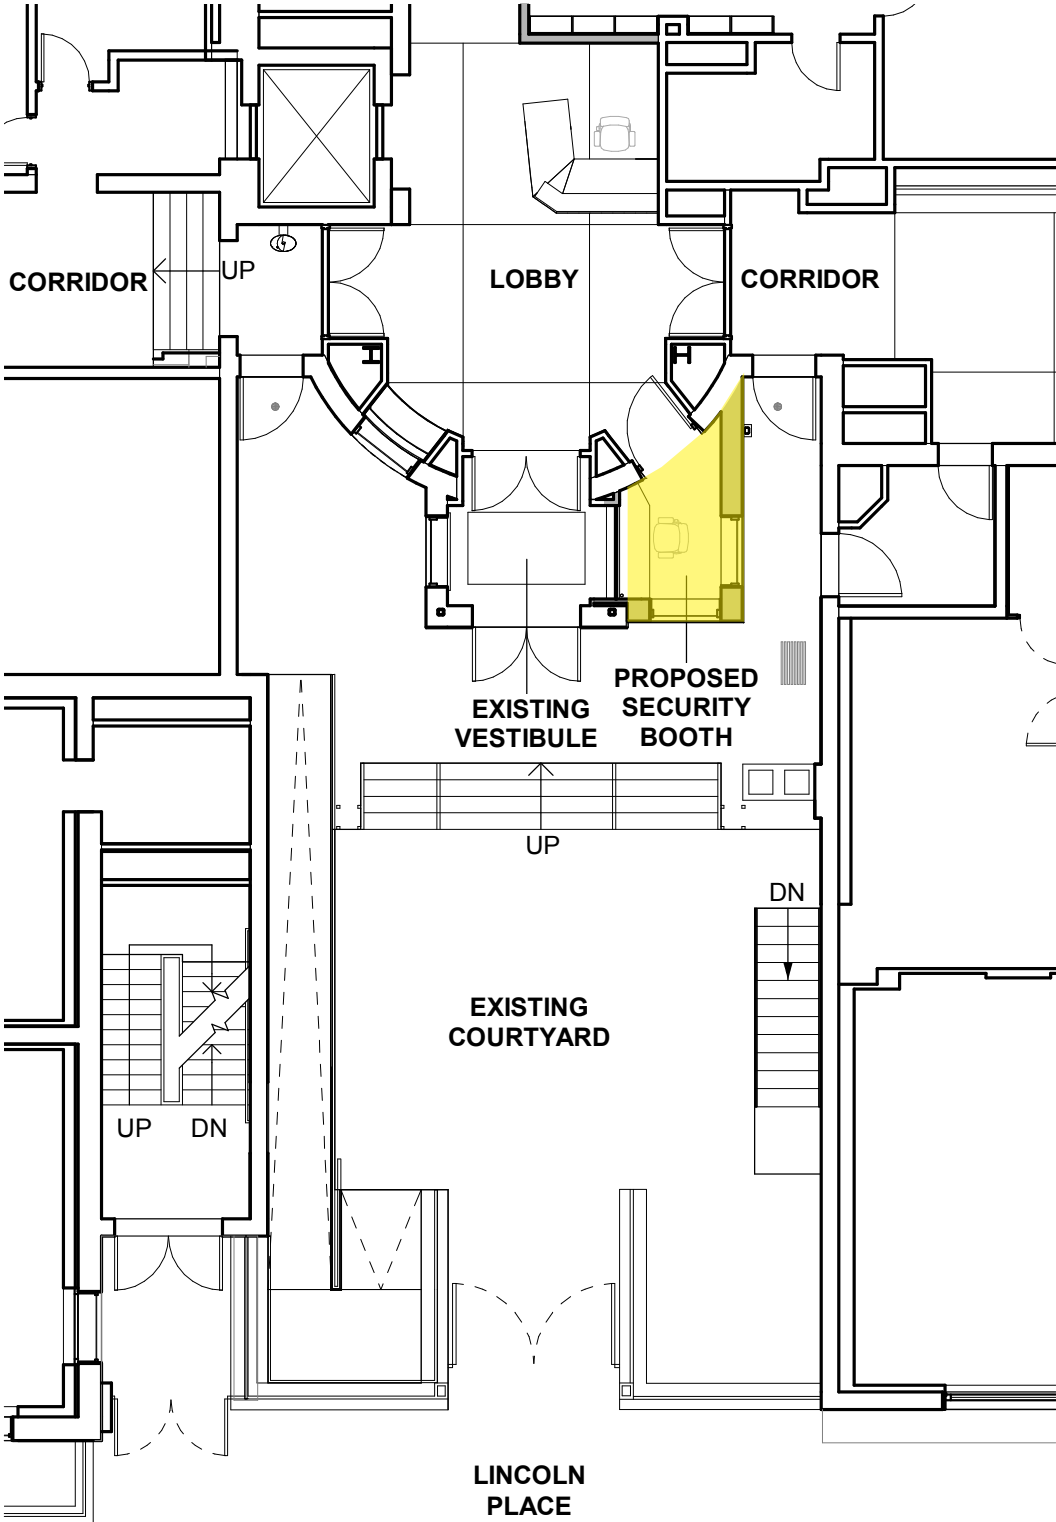 CORRIDOR
UP
LOBBY
CORRIDOR
EXISTING
VESTIBULE
PROPOSED
SECURITY
BOOTH
UP
DN
EXISTING
COURTYARD
UP
DN
LINCOLN
PLACE